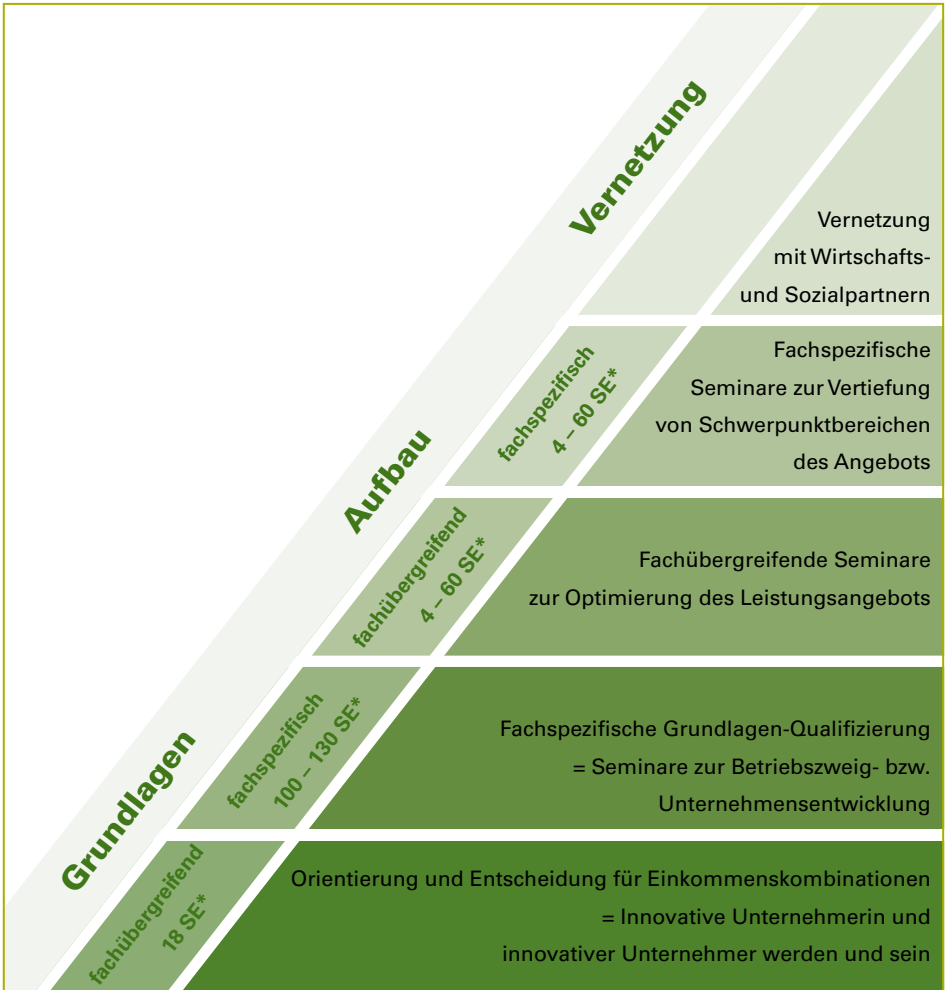 Vernetzung
Vernetzung
mit Wirtschafts-
und Sozialpartnern
Aufbau
fachspezifisch
4 – 60 SE*
Fachspezifische
Seminare zur Vertiefung
von Schwerpunktbereichen
des Angebots
fachübergreifend
4 – 60 SE*
Fachübergreifende Seminare
zur Optimierung des Leistungsangebots
Grundlagen
fachspezifisch
100 – 130 SE*
Fachspezifische Grundlagen-Qualifizierung
= Seminare zur Betriebszweig- bzw.
Unternehmensentwicklung
fachübergreifend
18 SE*
Orientierung und Entscheidung für Einkommenskombinationen
= Innovative Unternehmerin und
innovativer Unternehmer werden und sein